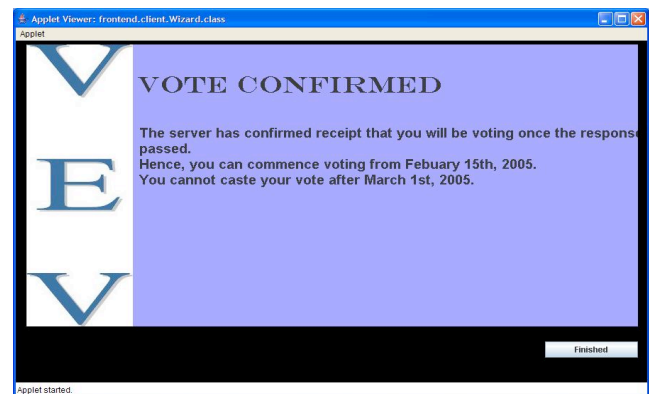 Applet Viewer: frontend.client.Wizard.class
Applet
V
E
V
VOTE CONFIRMED
The server has confirmed receipt that you will be voting once the response
passed.
Hence, you can commence voting from Febuary 15th, 2005.
You cannot caste your vote after March 1st, 2005.
Finished
Applet started.